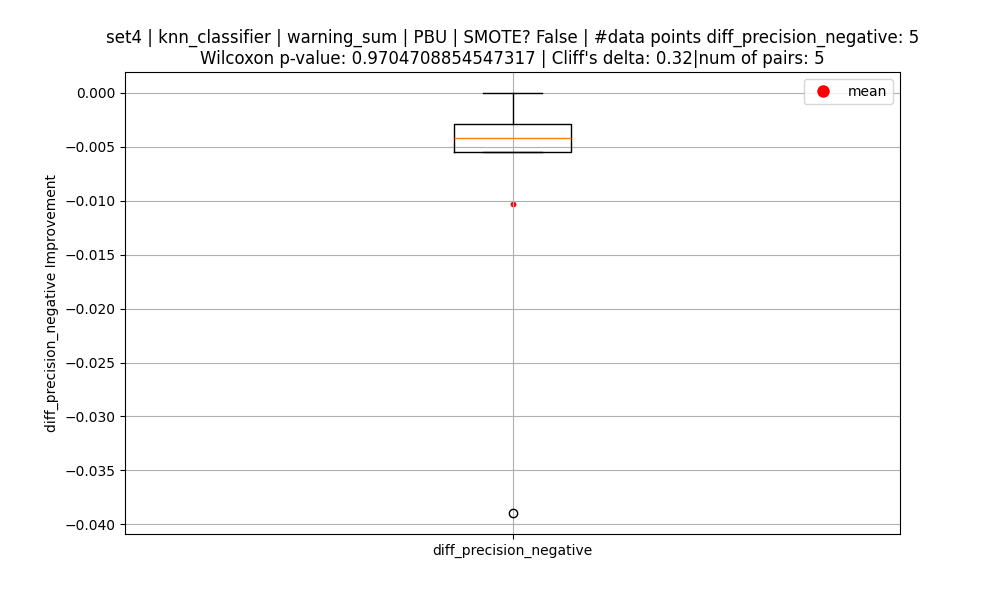 set4 | knn_classifier | warning_sum | PBU | SMOTE? False | #data points diff_precision_negative: 5
Wilcoxon p-value: 0.9704708854547317 | Cliff's delta: 0.32|num of pairs: 5
mean
0.000
−0.005
−0.010
−0.015
−0.020
−0.025
−0.030
−0.035
−0.040
diff_precision_negative Improvement
diff_precision_negative